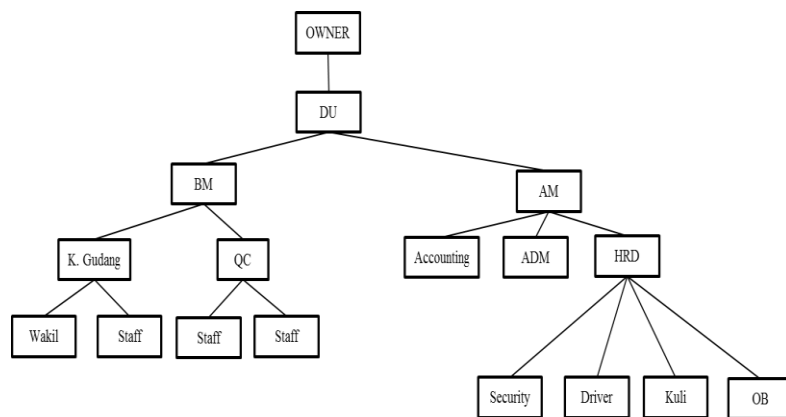 OWNER
DU
BM
AM
K. Gudang
QC
Accounting
ADM
HRD
Wakil
Staff
Staff
Staff
Security
Driver
Kuli
OB